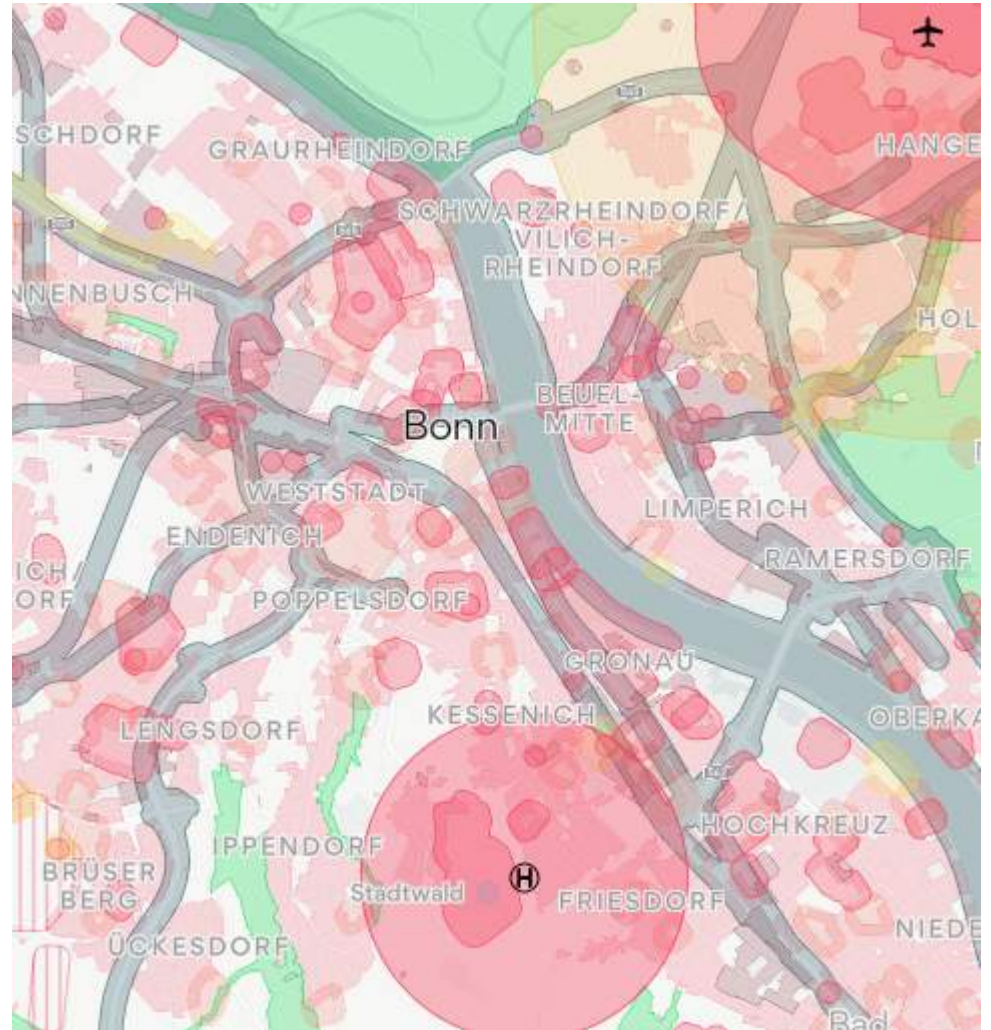 SCHDORF
GRAURHEINDORF
HANGE
SCHWARZRHEINDORF/
VILICH-
RHEINDORF
NNENBUSCH
HOL
BEUEL-
MITTE
Bonn
WESTSTADT
LIMPERICH
ENDENICH
RAMERSDORF
ICH/
ORF
POPPELSDORF
GRONAU
KESSENICH
OBERKA
LENGSDORF
HOCHKREUZ
IPPENDORF
BRÜSER
BERG
Stadtwald
H
FRIESDORF
NIEDE
ÜCKESDORF
Bad